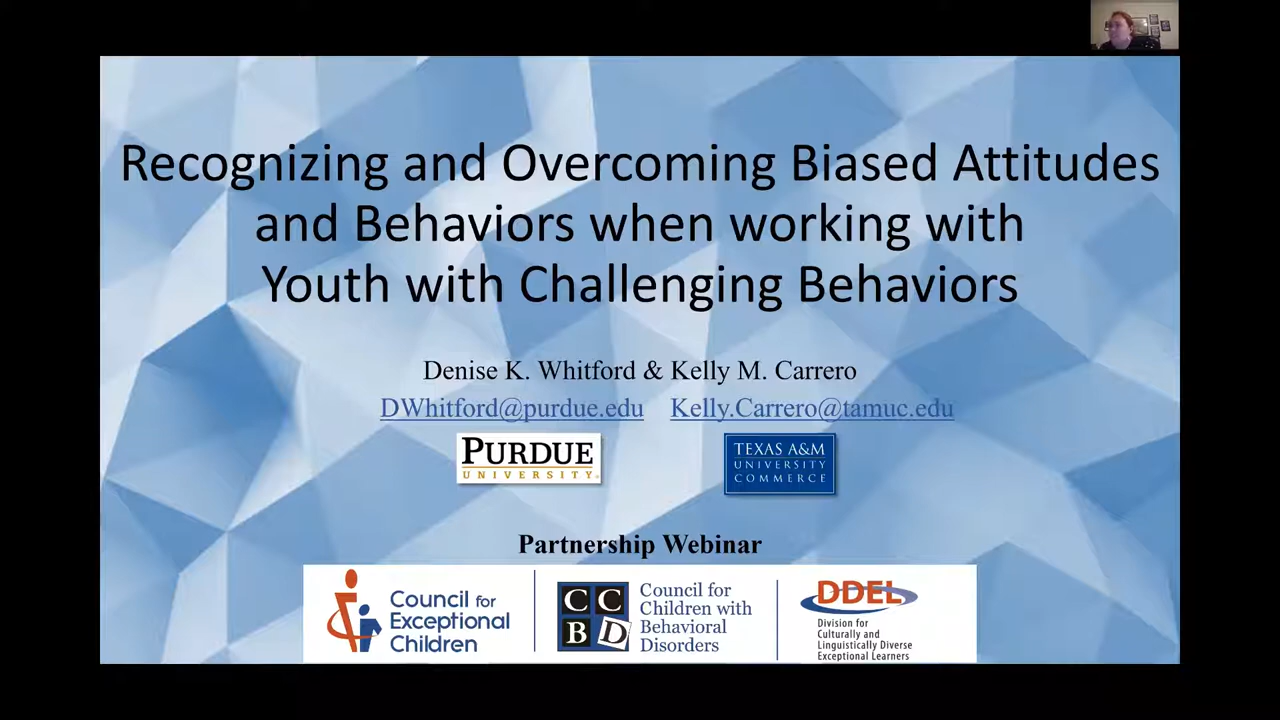 Recognizing and Overcoming Biased Attitudes
and Behaviors when working with
Youth with Challenging Behaviors
Denise K. Whitford & Kelly M. Carrero
DWhitford@purdue.edu Kelly.Carrero@tamuc.edu
PURDUE
UNIVERSITY
TEXAS A&M
UNIVERSITY
COMMERCE
Partnership Webinar
Council for
Exceptional
Children
CC
BD
Council for
Children with
Behavioral
Disorders
DDEL
Division for
Culturally and
Linguistically Diverse
Exceptional Learners